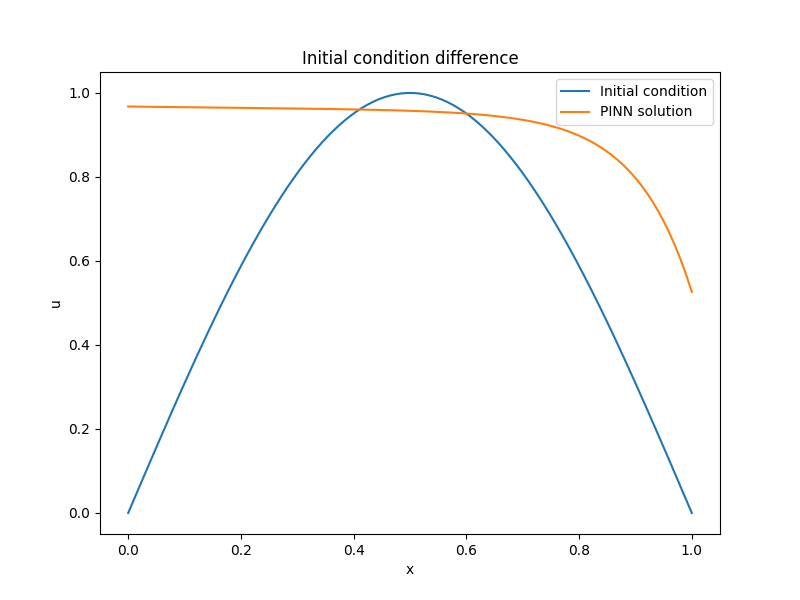 Initial condition difference
Initial condition
PINN solution
1.0
0.8
0.6
0.4
0.2
0.0
u
0.0 0.2 0.4 0.6 0.8 1.0
x